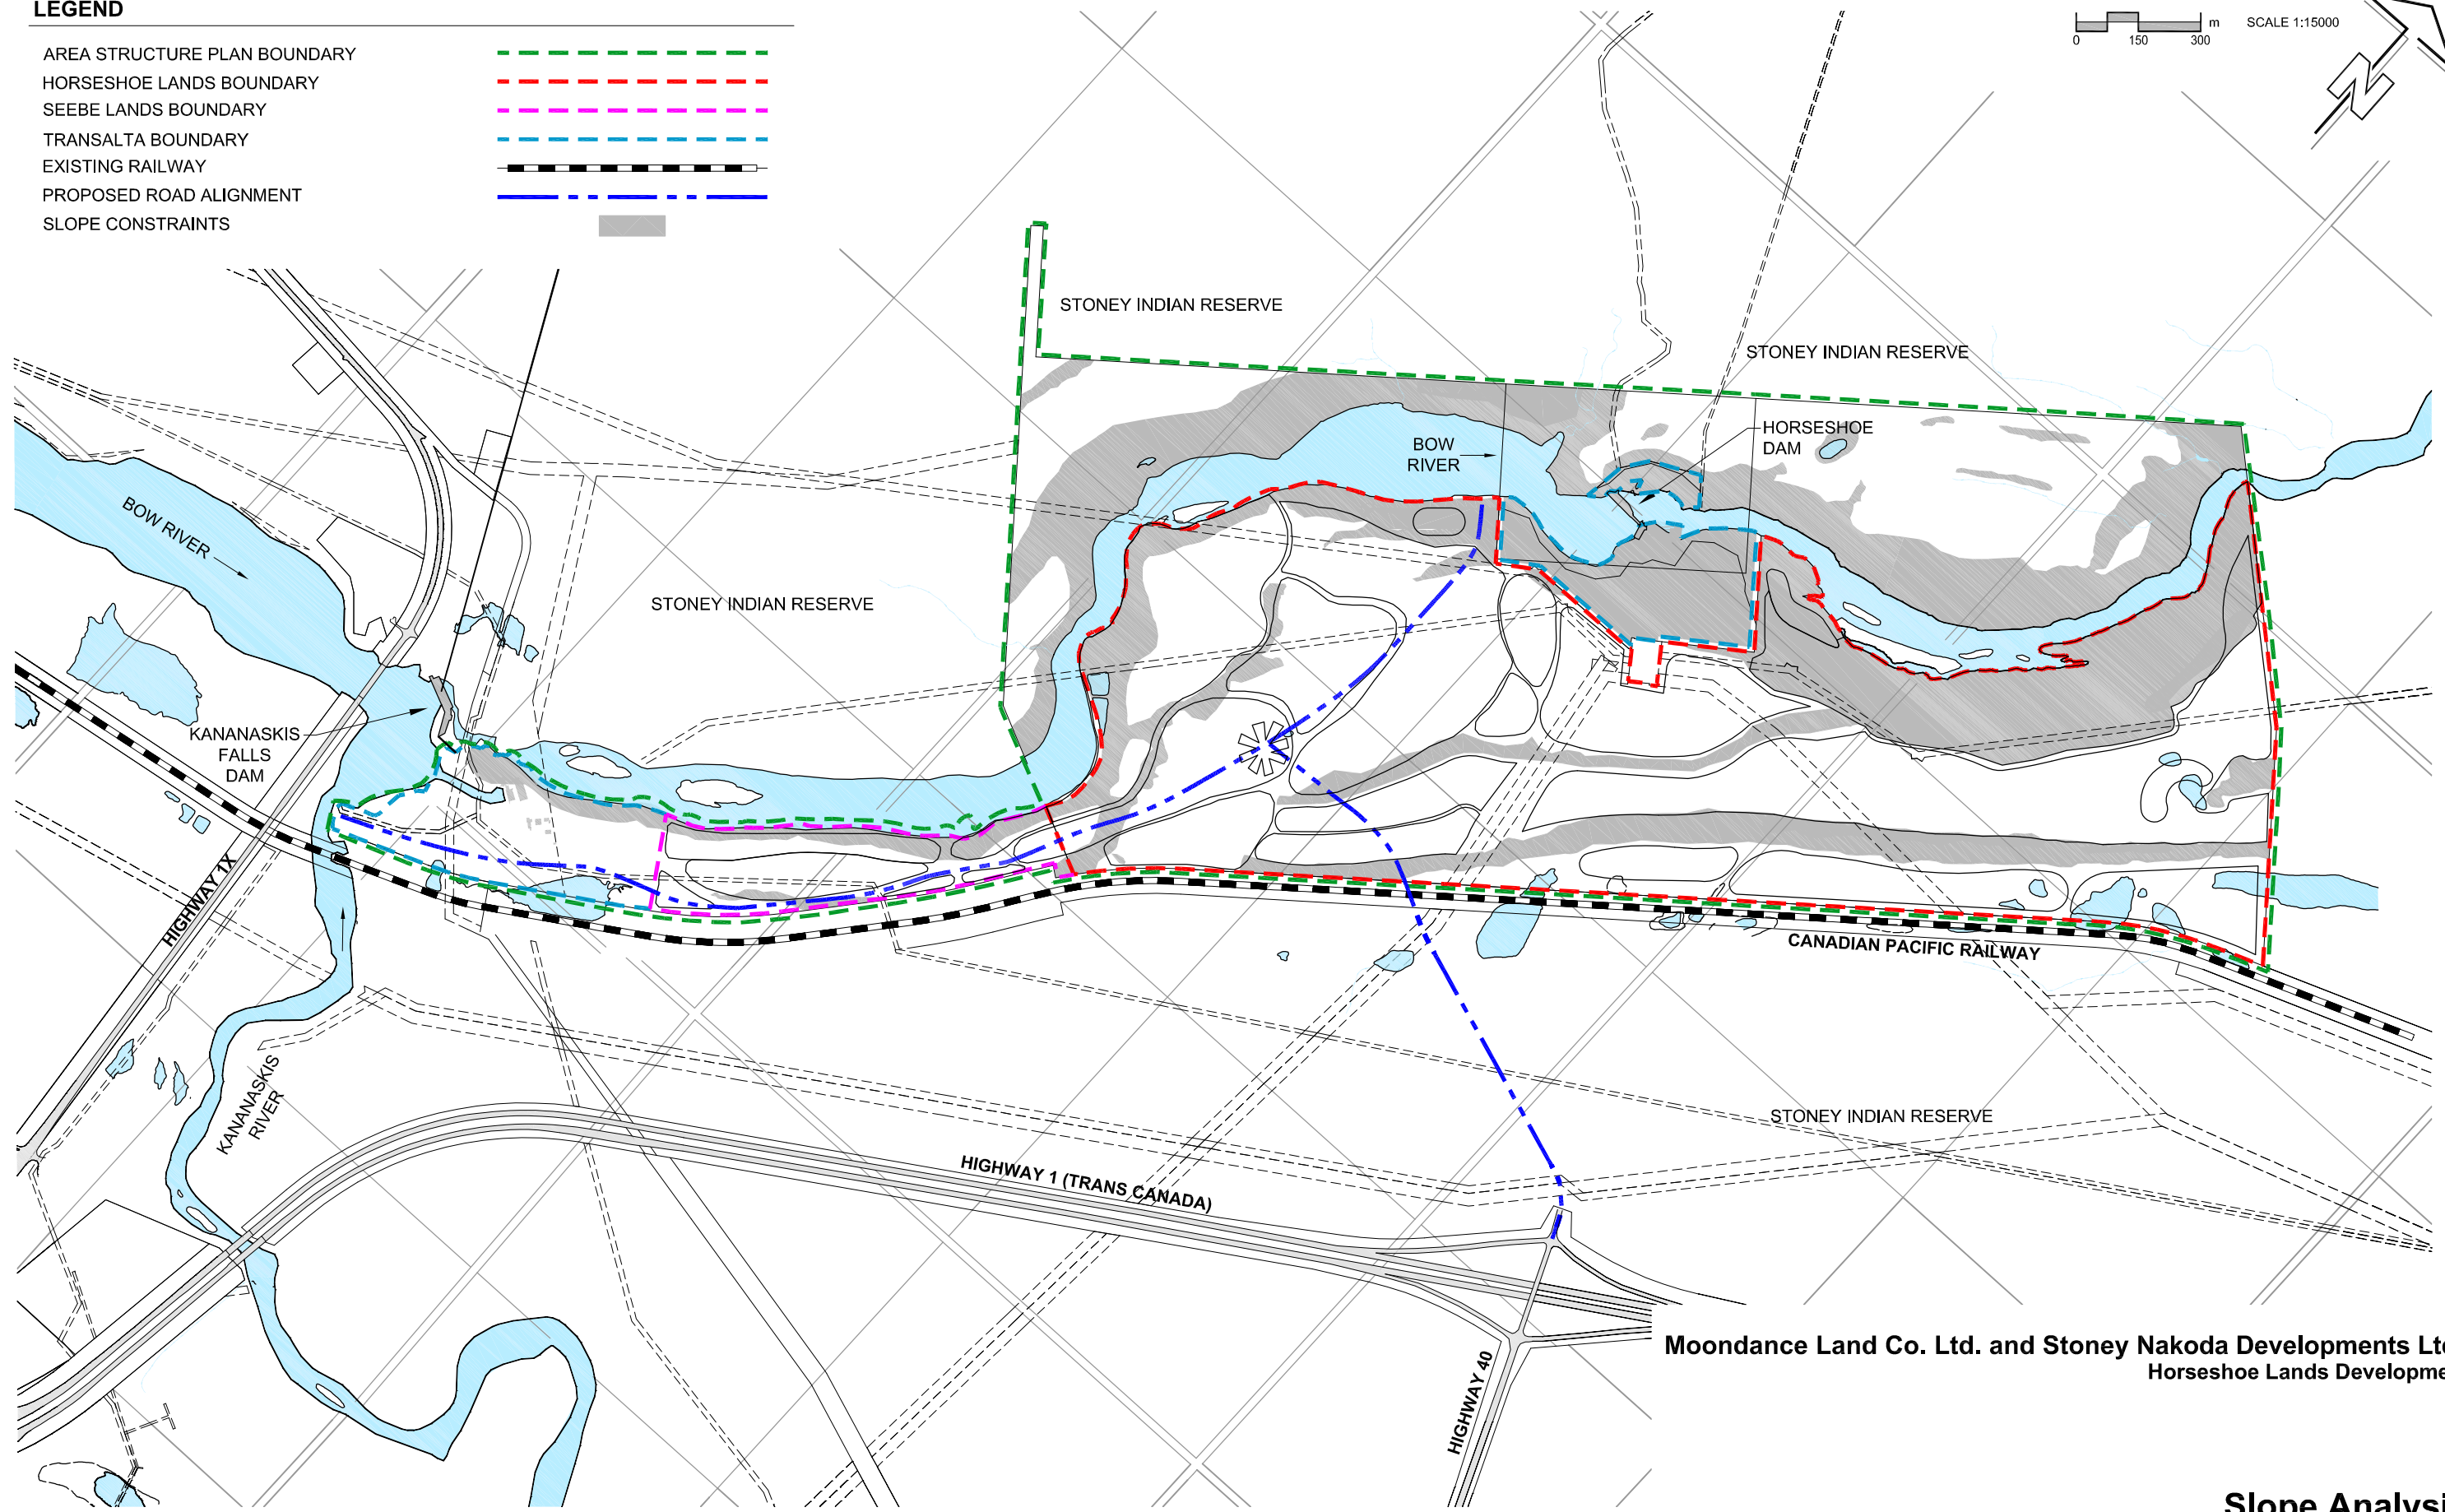 LEGEND
AREA STRUCTURE PLAN BOUNDARY
HORSESHOE LANDS BOUNDARY
SEEBE LANDS BOUNDARY
TRANSALTA BOUNDARY
EXISTING RAILWAY
PROPOSED ROAD ALIGNMENT
SLOPE CONSTRAINTS
m
SCALE 1:15000
0 150 300
N
STONEY INDIAN RESERVE
STONEY INDIAN RESERVE
HORSESHOE
DAM
BOW
RIVER
BOW RIVER
STONEY INDIAN RESERVE
KANANASKIS
FALLS
DAM
HIGHWAY 1X
CANADIAN PACIFIC RAILWAY
KANANASKIS
RIVER
STONEY INDIAN RESERVE
HIGHWAY 1 (TRANS CANADA)
HIGHWAY 40
Moondance Land Co. Ltd. and Stoney Nakoda Developments
Horseshoe Lands
Slope